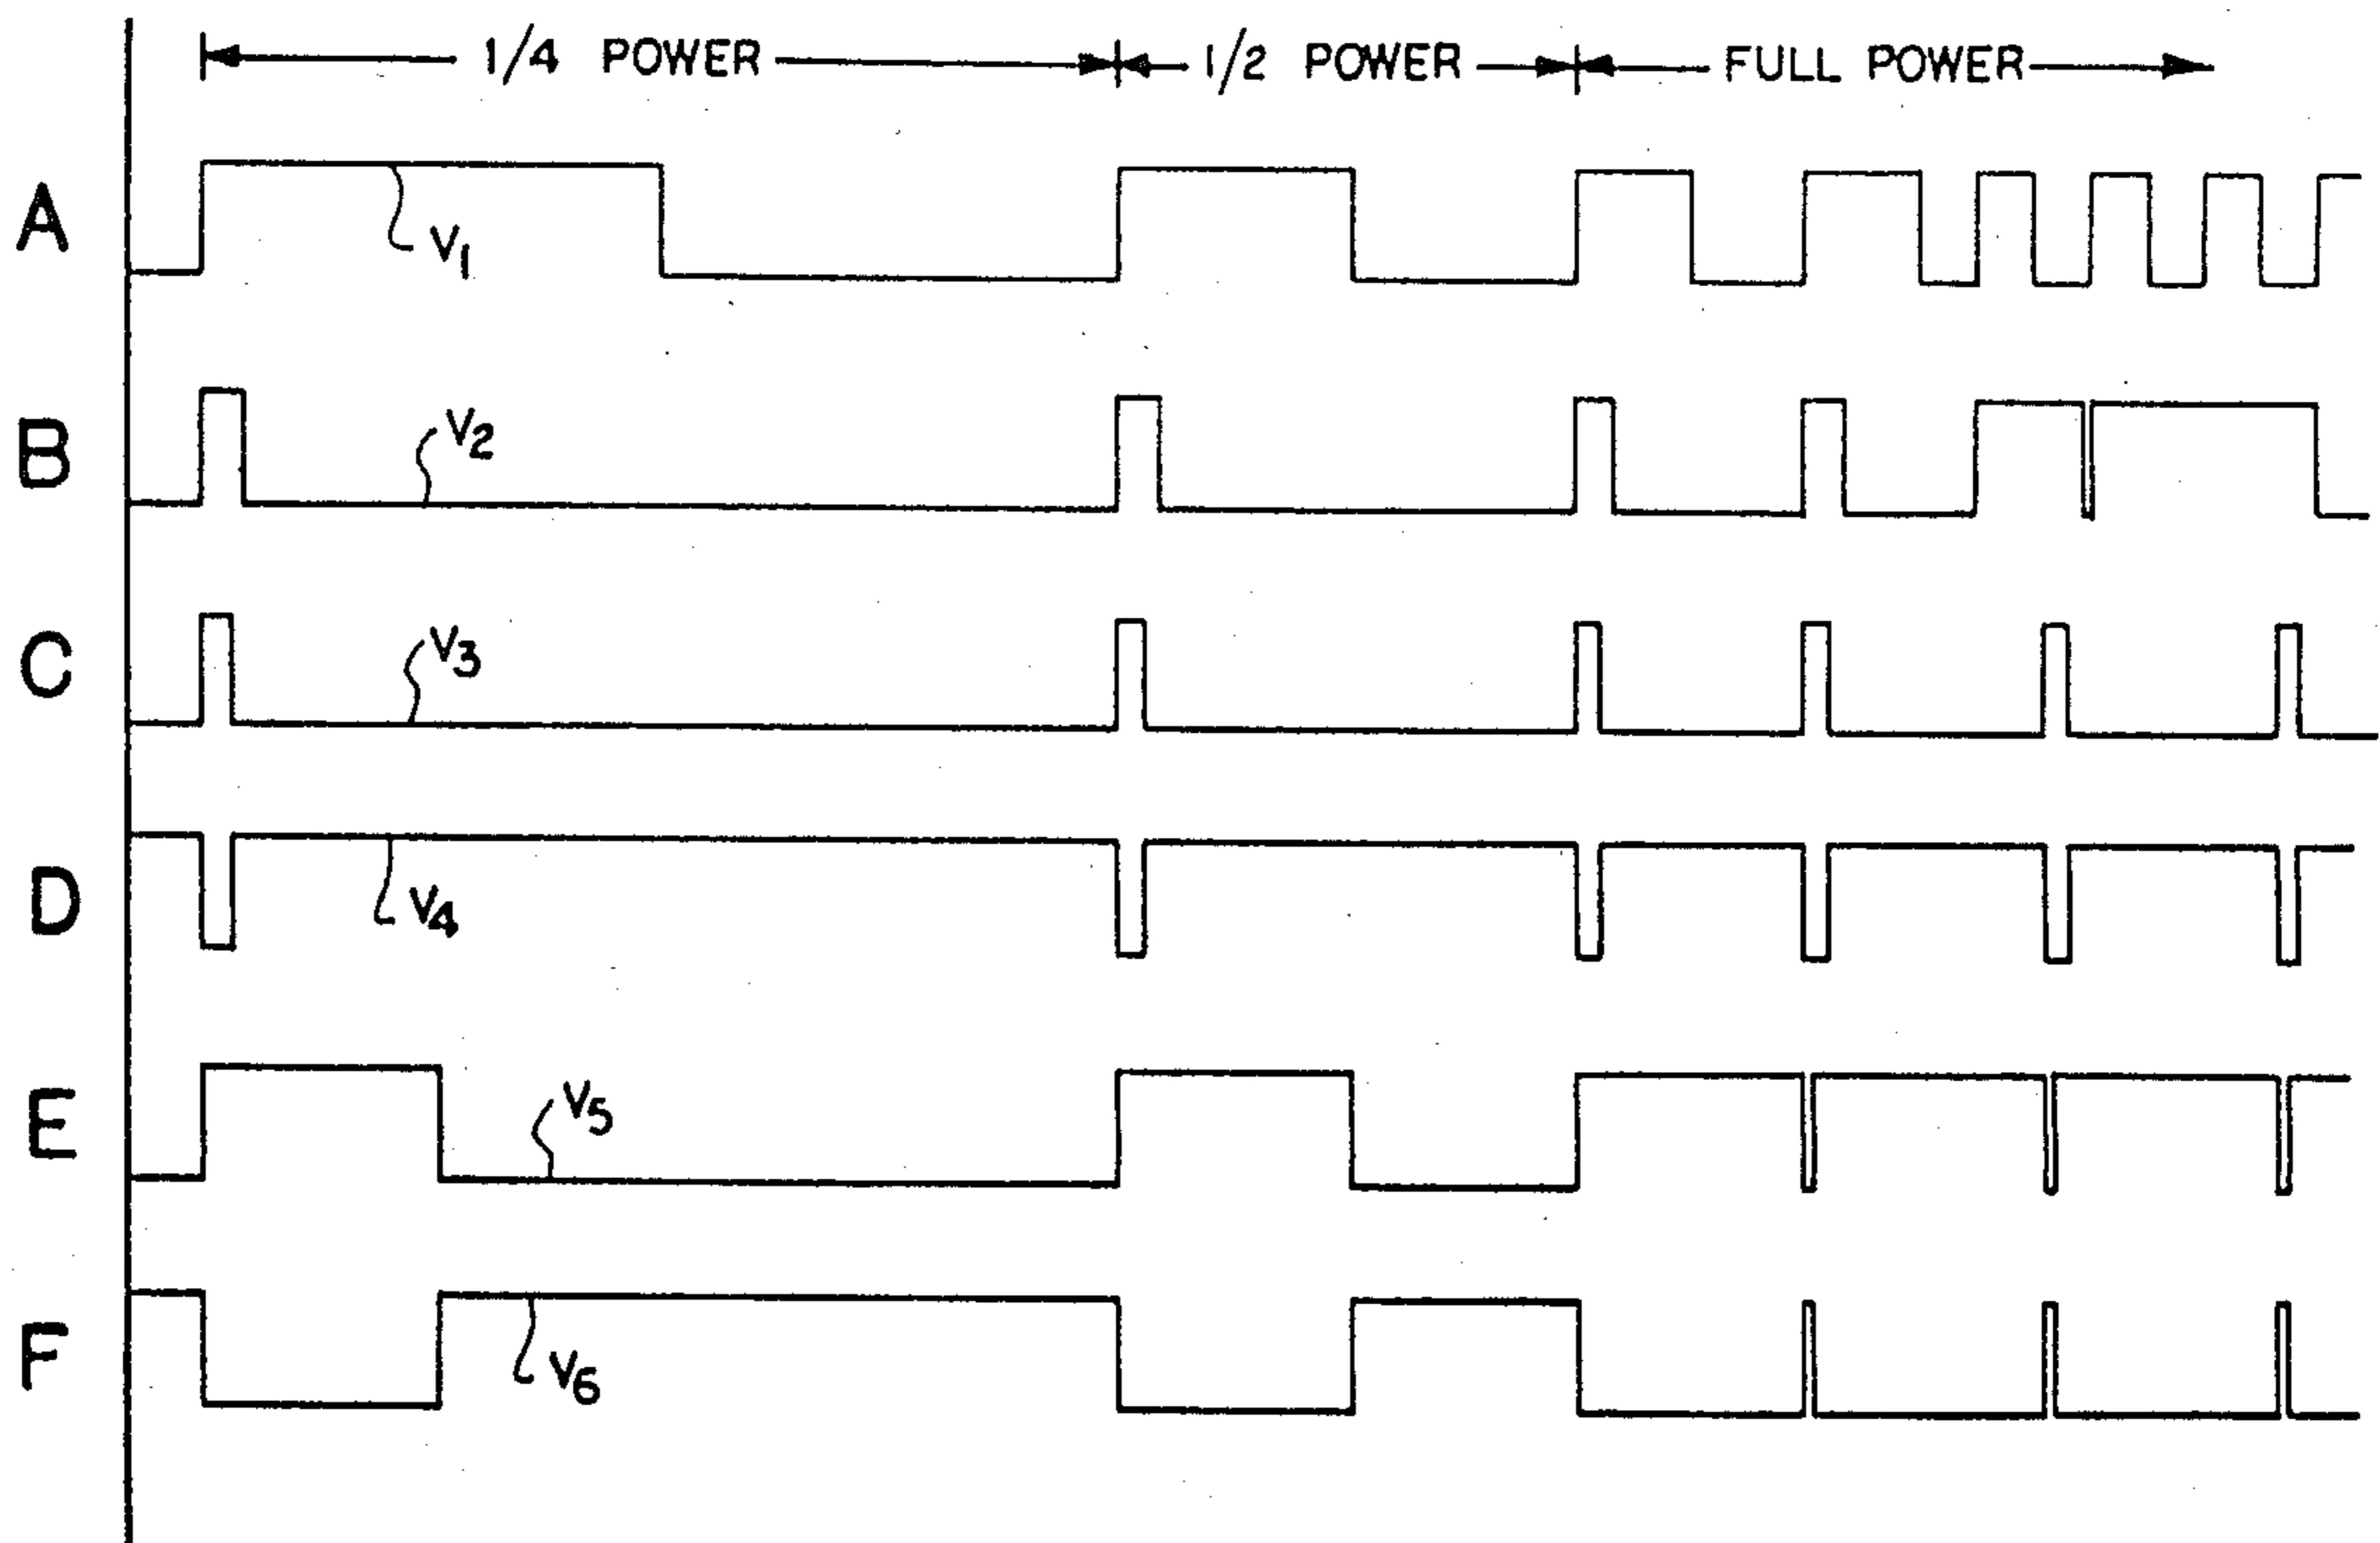 1/4 POWER 1/2 POWER FULL POWER
A
V1
B
V2
C
V3
D
V4
E
V5
F
V6